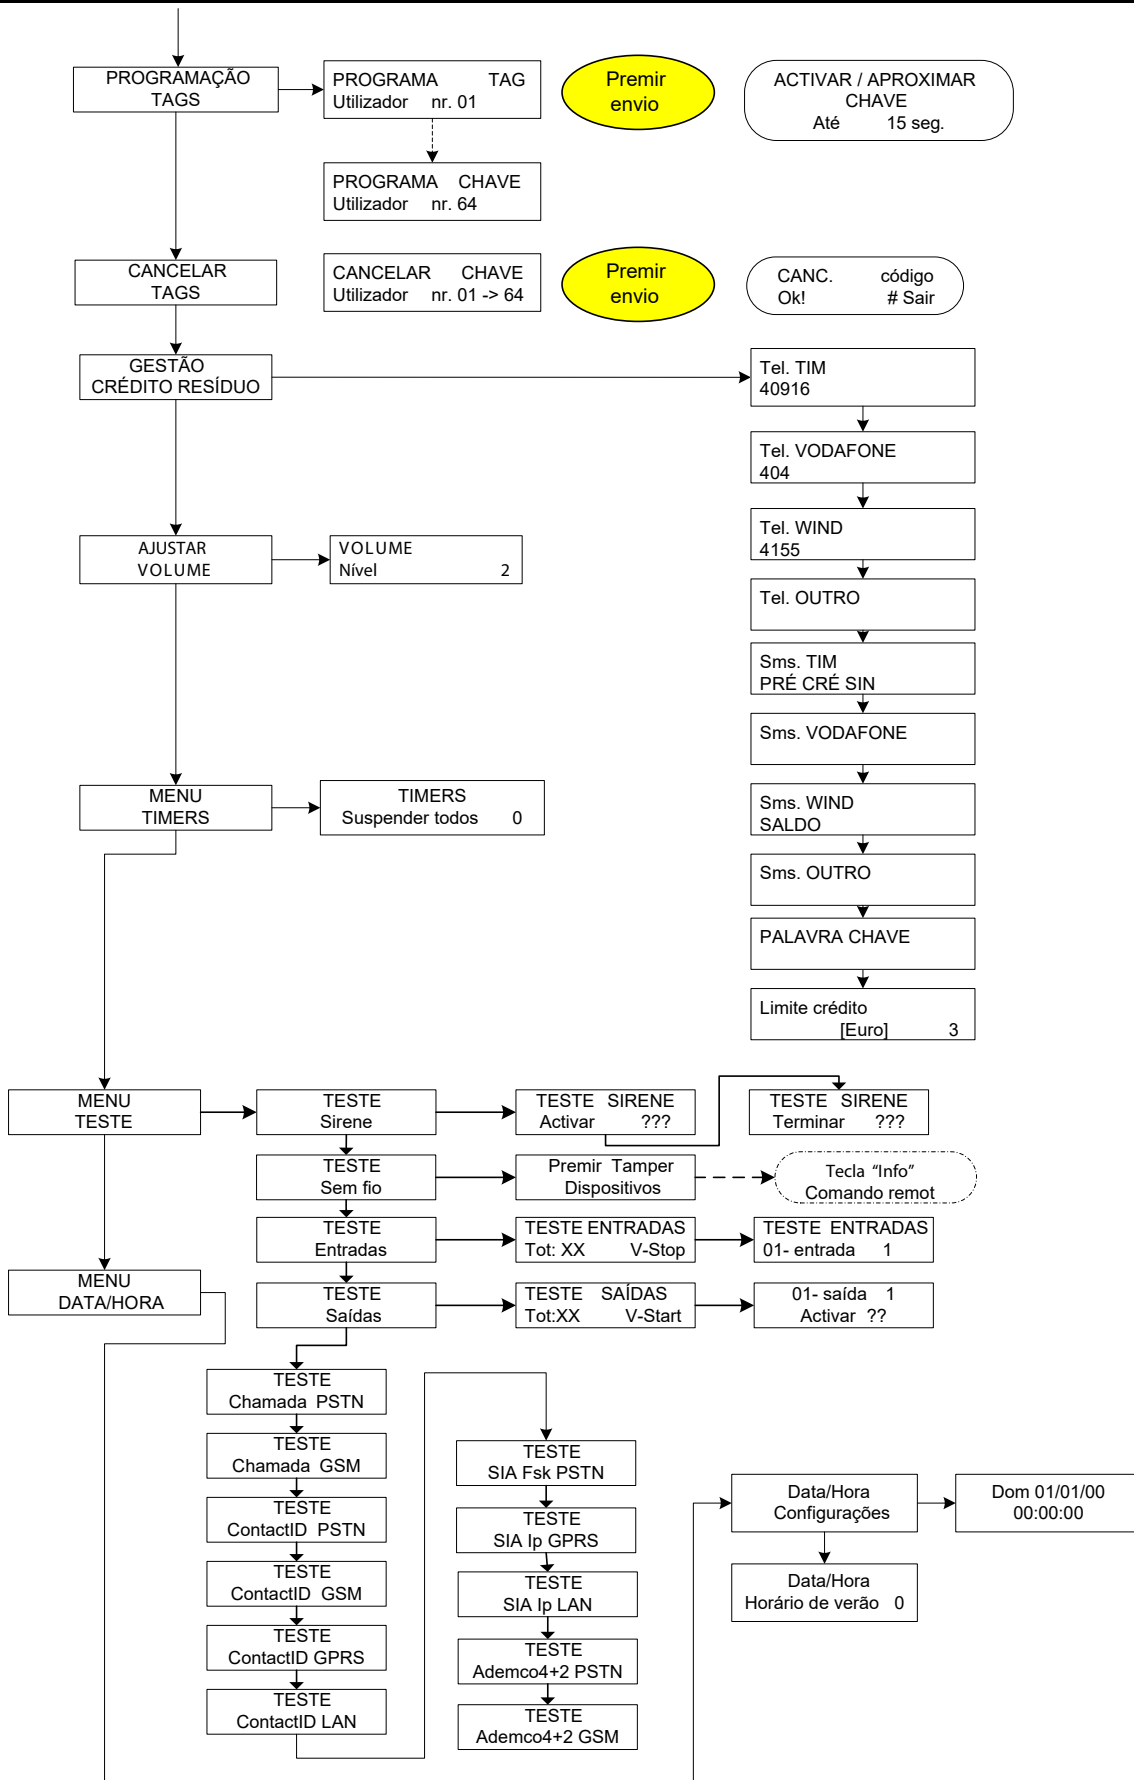 PROGRAMAÇÃO
TAGS
PROGRAMA TAG
Utilizador nr. 01
Premir
envio
ACTIVAR / APROXIMAR
CHAVE
Até 15 seg.
PROGRAMA CHAVE
Utilizador nr. 64
CANCELAR
TAGS
CANCELAR CHAVE
Utilizador nr. 01 -> 64
Premir
envio
CANC. código
Ok! # Sair
GESTÃO
CRÉDITO RESÍDUO
Tel. TIM
40916
Tel. VODAFONE
404
Tel. WIND
4155
Tel. OUTRO
Sms. TIM
PRÉ CRÉ SIN
Sms. VODAFONE
Sms. WIND
SALDO
Sms. OUTRO
PALAVRA CHAVE
Limite crédito
[Euro] 3
AJUSTAR
VOLUME
VOLUME
Nível 2
MENU
TIMERS
TIMERS
Suspender todos 0
MENU
TESTE
TESTE
Sirene
TESTE SIRENE
Activar ???
TESTE SIRENE
Terminar ???
TESTE
Sem fio
Premir Tamper
Dispositivos
Tecla “Info”
Comando remot
TESTE
Entradas
TESTE ENTRADAS
Tot: XX V-Stop
TESTE ENTRADAS
01- entrada 1
MENU
DATA/HORA
TESTE
Saídas
TESTE SAÍDAS
Tot:XX V-Start
01- saída 1
Activar ??
TESTE
Chamada PSTN
TESTE
Chamada GSM
TESTE
ContactID PSTN
TESTE
ContactID GSM
TESTE
ContactID GPRS
TESTE
ContactID LAN
TESTE
SIA Fsk PSTN
TESTE
SIA Ip GPRS
TESTE
SIA Ip LAN
TESTE
Ademco4+2 PSTN
TESTE
Ademco4+2 GSM
Data/Hora
Configurações
Dom 01/01/00
00:00:00
Data/Hora
Horário de verão 0